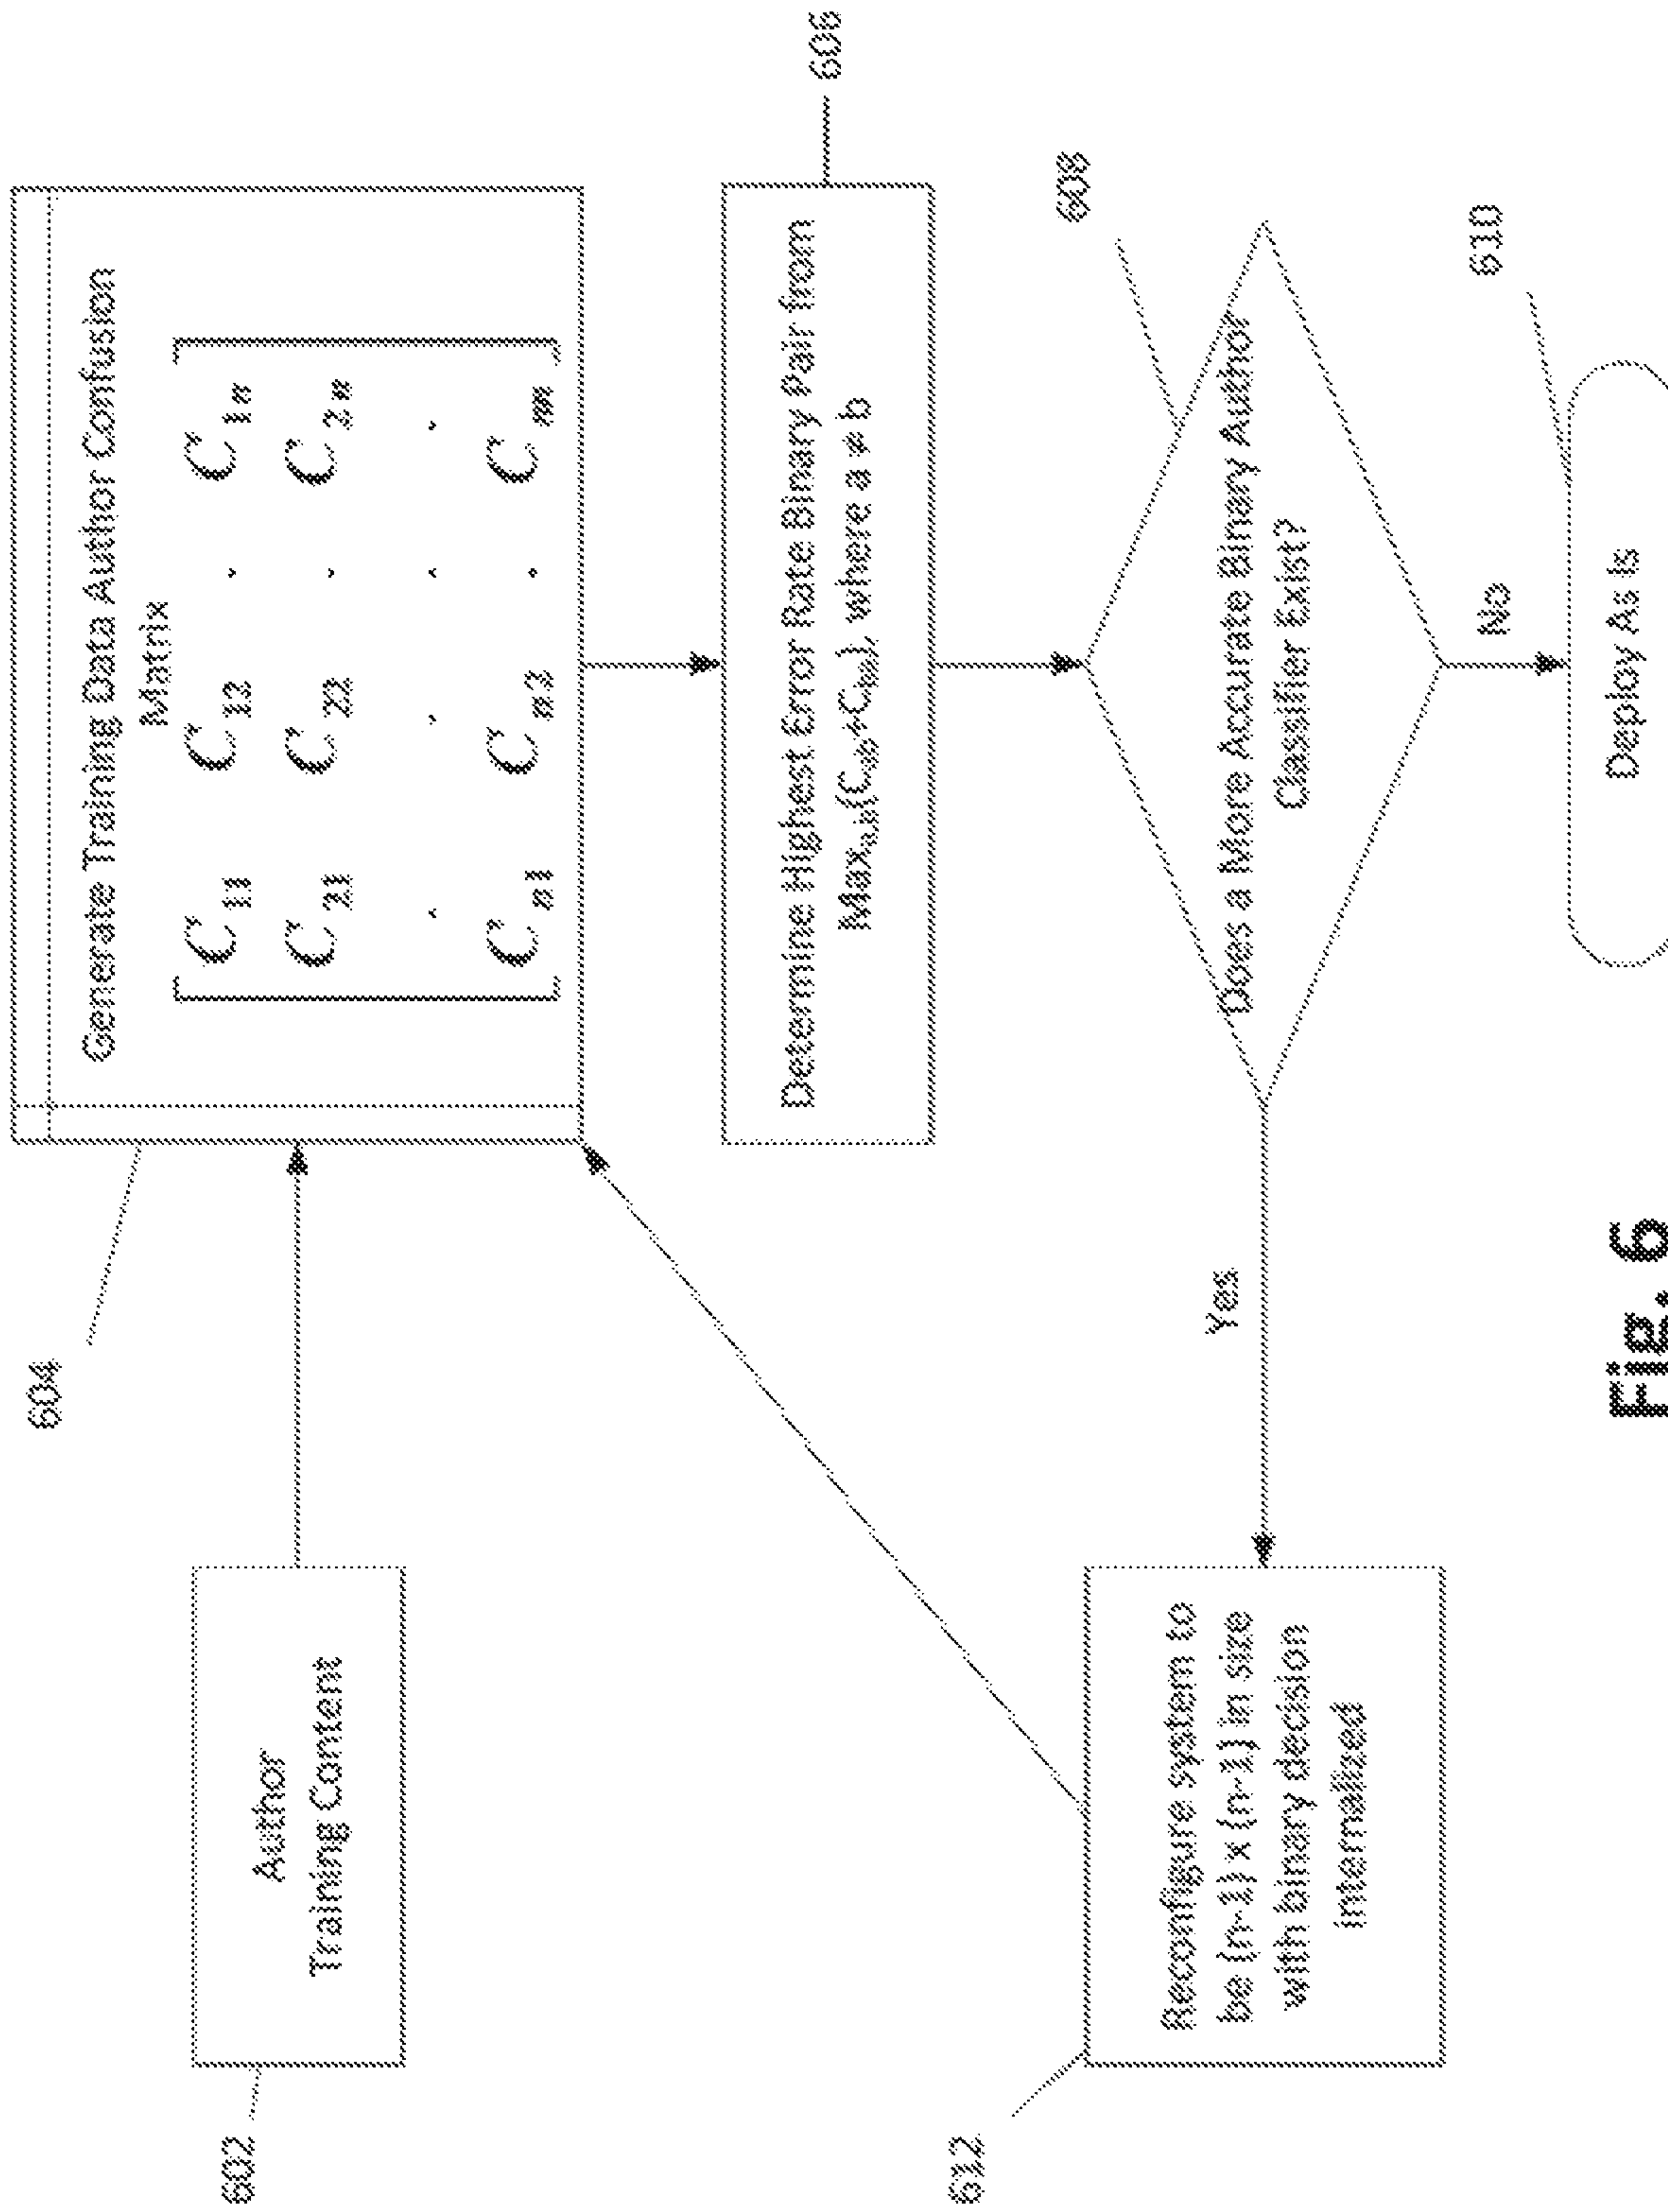 602
Author
Training Content
604
Generate Training Data Author Confusion
Matrix
C11 C12 . C1n
C21 C22 . C2n
. . . .
Cn1 Cn2 . Cnn
Determine Highest Error Rate Binary Pair from
Maxa,b(Cab+Cba), where a ≠ b
606
Does a More Accurate Binary Author
Classifier Exist?
608
Yes
No
612
Reconfigure system to
be (n-1) x (n-1) in size
with binary decision
internalized
Deploy As Is
610
Fig. 6